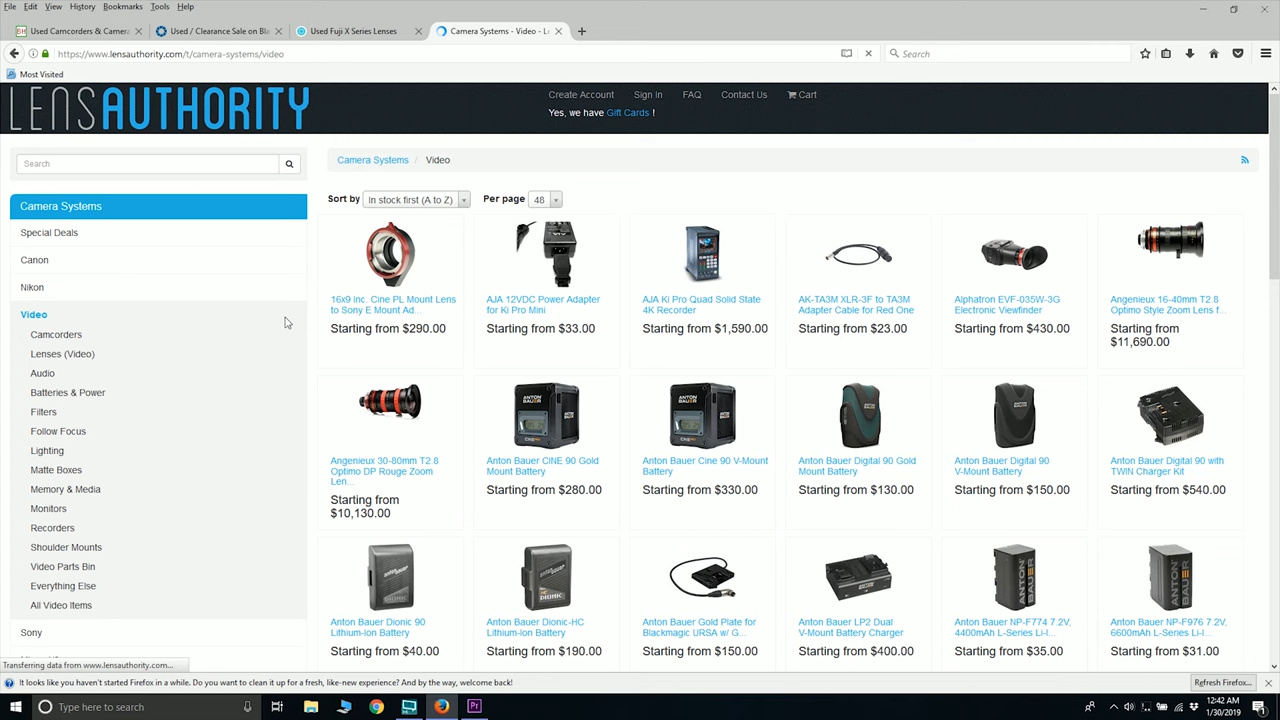 File Edit View History Bookmarks Tools Help
Used Camcorders & Camera
Used / Clearance Sale on Bla
Used Fuji X Series Lenses
Camera Systems - Video - L
https://www.lensauthority.com/t/camera-systems/video
Search
Most Visited
LENSAUTHORITY
Create Account Sign In FAQ Contact Us Cart
Yes, we have Gift Cards !
Search
Camera Systems / Video
Camera Systems
Special Deals
Canon
Nikon
Video
Camcorders
Lenses (Video)
Audio
Batteries & Power
Filters
Follow Focus
Lighting
Matte Boxes
Memory & Media
Monitors
Recorders
Shoulder Mounts
Video Parts Bin
Everything Else
All Video Items
Sony
Sort by In stock first (A to Z) Per page 48
16x9 Inc. Cine PL Mount Lens
to Sony E Mount Ad...
Starting from $290.00
AJA 12VDC Power Adapter
for Ki Pro Mini
Starting from $33.00
AJA Ki Pro Quad Solid State
4K Recorder
Starting from $1,590.00
AK-TA3M XLR-3F to TA3M
Adapter Cable for Red One
Starting from $23.00
Alphatron EVF-035W-3G
Electronic Viewfinder
Starting from $430.00
Angenieux 16-40mm T2.8
Optimo Style Zoom Lens f...
Starting from
$11,690.00
Angenieux 30-80mm T2.8
Optimo DP Rouge Zoom
Len...
Starting from
$10,130.00
Anton Bauer CINE 90 Gold
Mount Battery
Starting from $280.00
Anton Bauer Cine 90 V-Mount
Battery
Starting from $330.00
Anton Bauer Digital 90 Gold
Mount Battery
Starting from $130.00
Anton Bauer Digital 90
V-Mount Battery
Starting from $150.00
Anton Bauer Digital 90 with
TWIN Charger Kit
Starting from $540.00
Anton Bauer Dionic 90
Lithium-Ion Battery
Starting from $40.00
Anton Bauer Dionic-HC
Lithium-Ion Battery
Starting from $190.00
Anton Bauer Gold Plate for
Blackmagic URSA w/ G...
Starting from $150.00
Anton Bauer LP2 Dual
V-Mount Battery Charger
Starting from $400.00
Anton Bauer NP-F774 7.2V,
4400mAh L-Series Li-I...
Starting from $35.00
Anton Bauer NP-F976 7.2V,
6600mAh L-Series Li-I...
Starting from $31.00
Transferring data from www.lensauthority.com...
It looks like you haven't started Firefox in a while. Do you want to clean it up for a fresh, like-new experience? And by the way, welcome back!
Refresh Firefox...
Type here to search
12:42 AM
1/30/2019